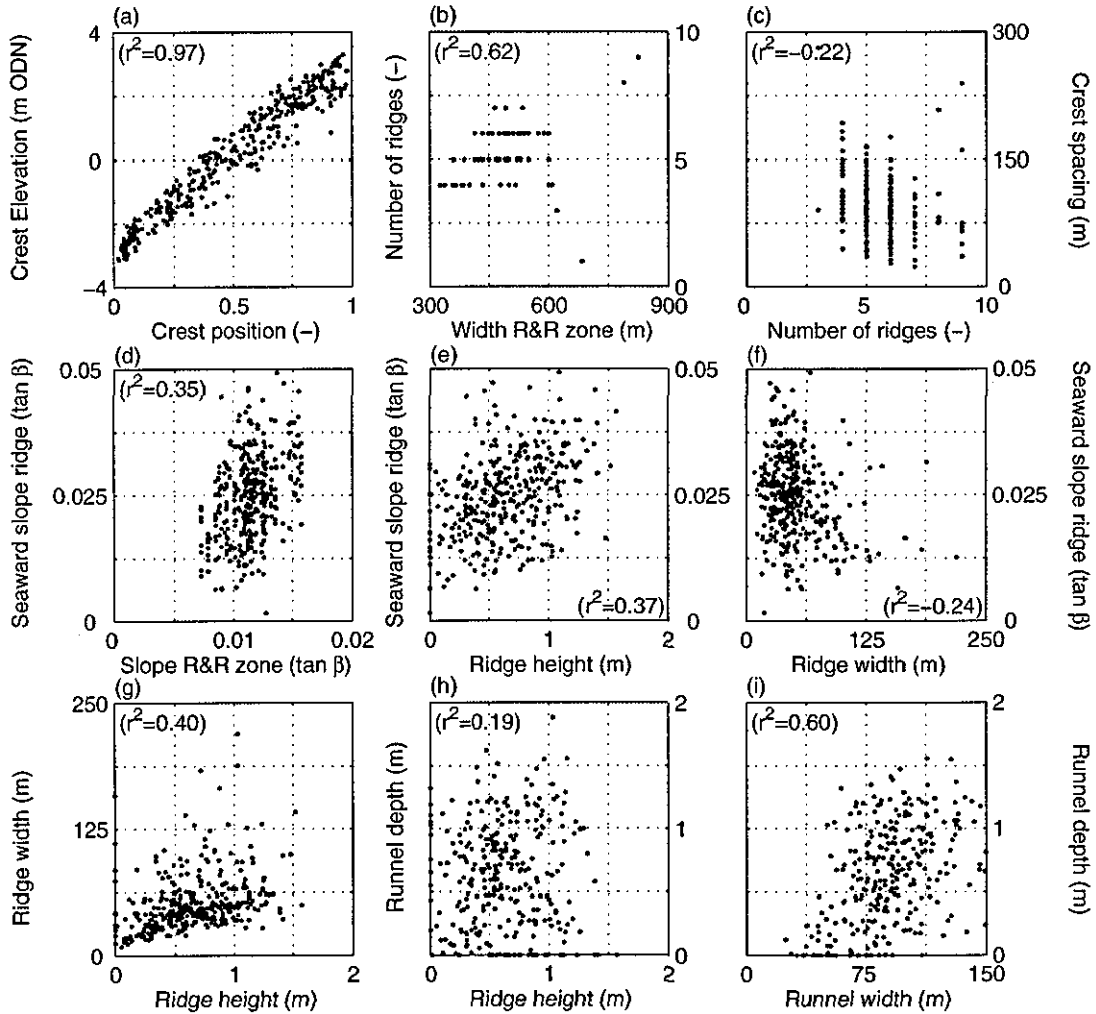 (a)
(r²=0.97)
Crest Elevation (m ODN)
4
2
0
−2
−4
0
0.5
1
Crest position (−)
(b)
(r²=0.62)
Number of ridges (−)
10
5
0
300
600
900
Width R&R zone (m)
(c)
(r²=−0.22)
Crest spacing (m)
300
150
0
0
5
10
Number of ridges (−)
(d)
(r²=0.35)
Seaward slope ridge (tan β)
0.05
0.025
0
0
0.01
0.02
Slope R&R zone (tan β)
(e)
(r²=0.37)
Seaward slope ridge (tan β)
0.05
0.025
0
0
1
2
Ridge height (m)
(f)
(r²=−0.24)
Seaward slope ridge (tan β)
0.05
0.025
0
0
125
250
Ridge width (m)
(g)
(r²=0.40)
Ridge width (m)
250
125
0
0
1
2
Ridge height (m)
(h)
(r²=0.19)
Runnel depth (m)
2
1
0
0
1
2
Ridge height (m)
(i)
(r²=0.60)
Runnel depth (m)
2
1
0
0
75
150
Runnel width (m)